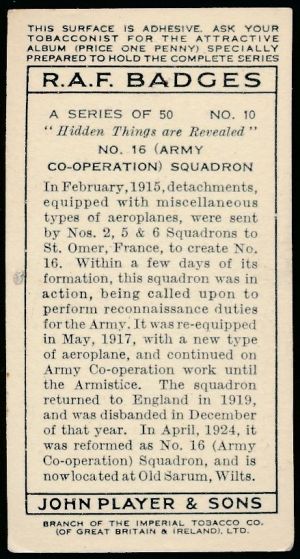 THIS SURFACE IS ADHESIVE. ASK YOUR
TOBACCONIST FOR THE ATTRACTIVE
ALBUM (PRICE ONE PENNY) SPECIALLY
PREPARED TO HOLD THE COMPLETE SERIES
R.A.F. BADGES
A SERIES OF 50 NO. 10
"Hidden Things are Revealed"
NO. 16 (ARMY
CO-OPERATION) SQUADRON
In February, 1915, detachments,
equipped with miscellaneous
types of aeroplanes, were sent
by Nos. 2, 5 & 6 Squadrons to
St. Omer, France, to create No.
16. Within a few days of its
formation, this squadron was in
action, being called upon to
perform reconnaissance duties
for the Army. It was re-equipped
in May, 1917, with a new type
of aeroplane, and continued on
Army Co-operation work until
the Armistice. The squadron
returned to England in 1919,
and was disbanded in December
of that year. In April, 1924, it
was reformed as No. 16 (Army
Co-operation) Squadron, and is
now located at Old Sarum, Wilts.
JOHN PLAYER & SONS
BRANCH OF THE IMPERIAL TOBACCO CO.
(OF GREAT BRITAIN & IRELAND), LTD.